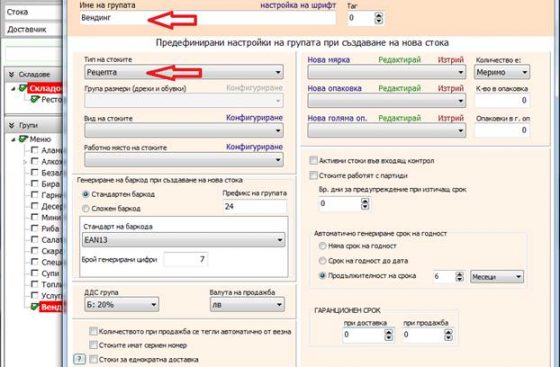 Стока
Доставчик
Складове
Складов
Ресто
Групи
Меню
Алам
Алкох
Безал
Бира
Гарни
Десер
Мини
Риба
Салат
Скара
Специ
Супи
Топли
Услуг
Венд
Име на групата
настройка на шрифт
Таг
Вендинг
0
Предефинирани настройки на групата при създаване на нова стока
Тип на стоките
Рецепта
Група размери (дрехи и обувки) Конфигуриране
Вид на стоките Конфигуриране
Работно място на стоките Конфигуриране
Генериране на баркод при създаване на нова стока
Стандартен баркод
Сложен баркод
Префикс на групата
24
Стандарт на баркода
EAN13
Брой генерирани цифри 7
ДДС група
Б: 20%
Валута на продажба
лв
Количеството при продажба се тегли автоматично от везна
Стоките имат сериен номер
? Стоки за еднократна доставка
Нова мярка Редактирай Изтрий Количество е:
Меримо
Нова опаковка Редактирай Изтрий К-во в опаковка
0
Нова голяма оп. Редактирай Изтрий Опаковки в г. оп
0
Активни стоки във входящ контрол
Стоките работят с партиди
Бр. дни за предупреждение при изтичащ срок
0
Автоматично генериране срок на годност
Няма срок на годност
Срок на годност до дата
Продължителност на срока 6 Месеци
ГАРАНЦИОНЕН СРОК
при доставка при продажба
0 0